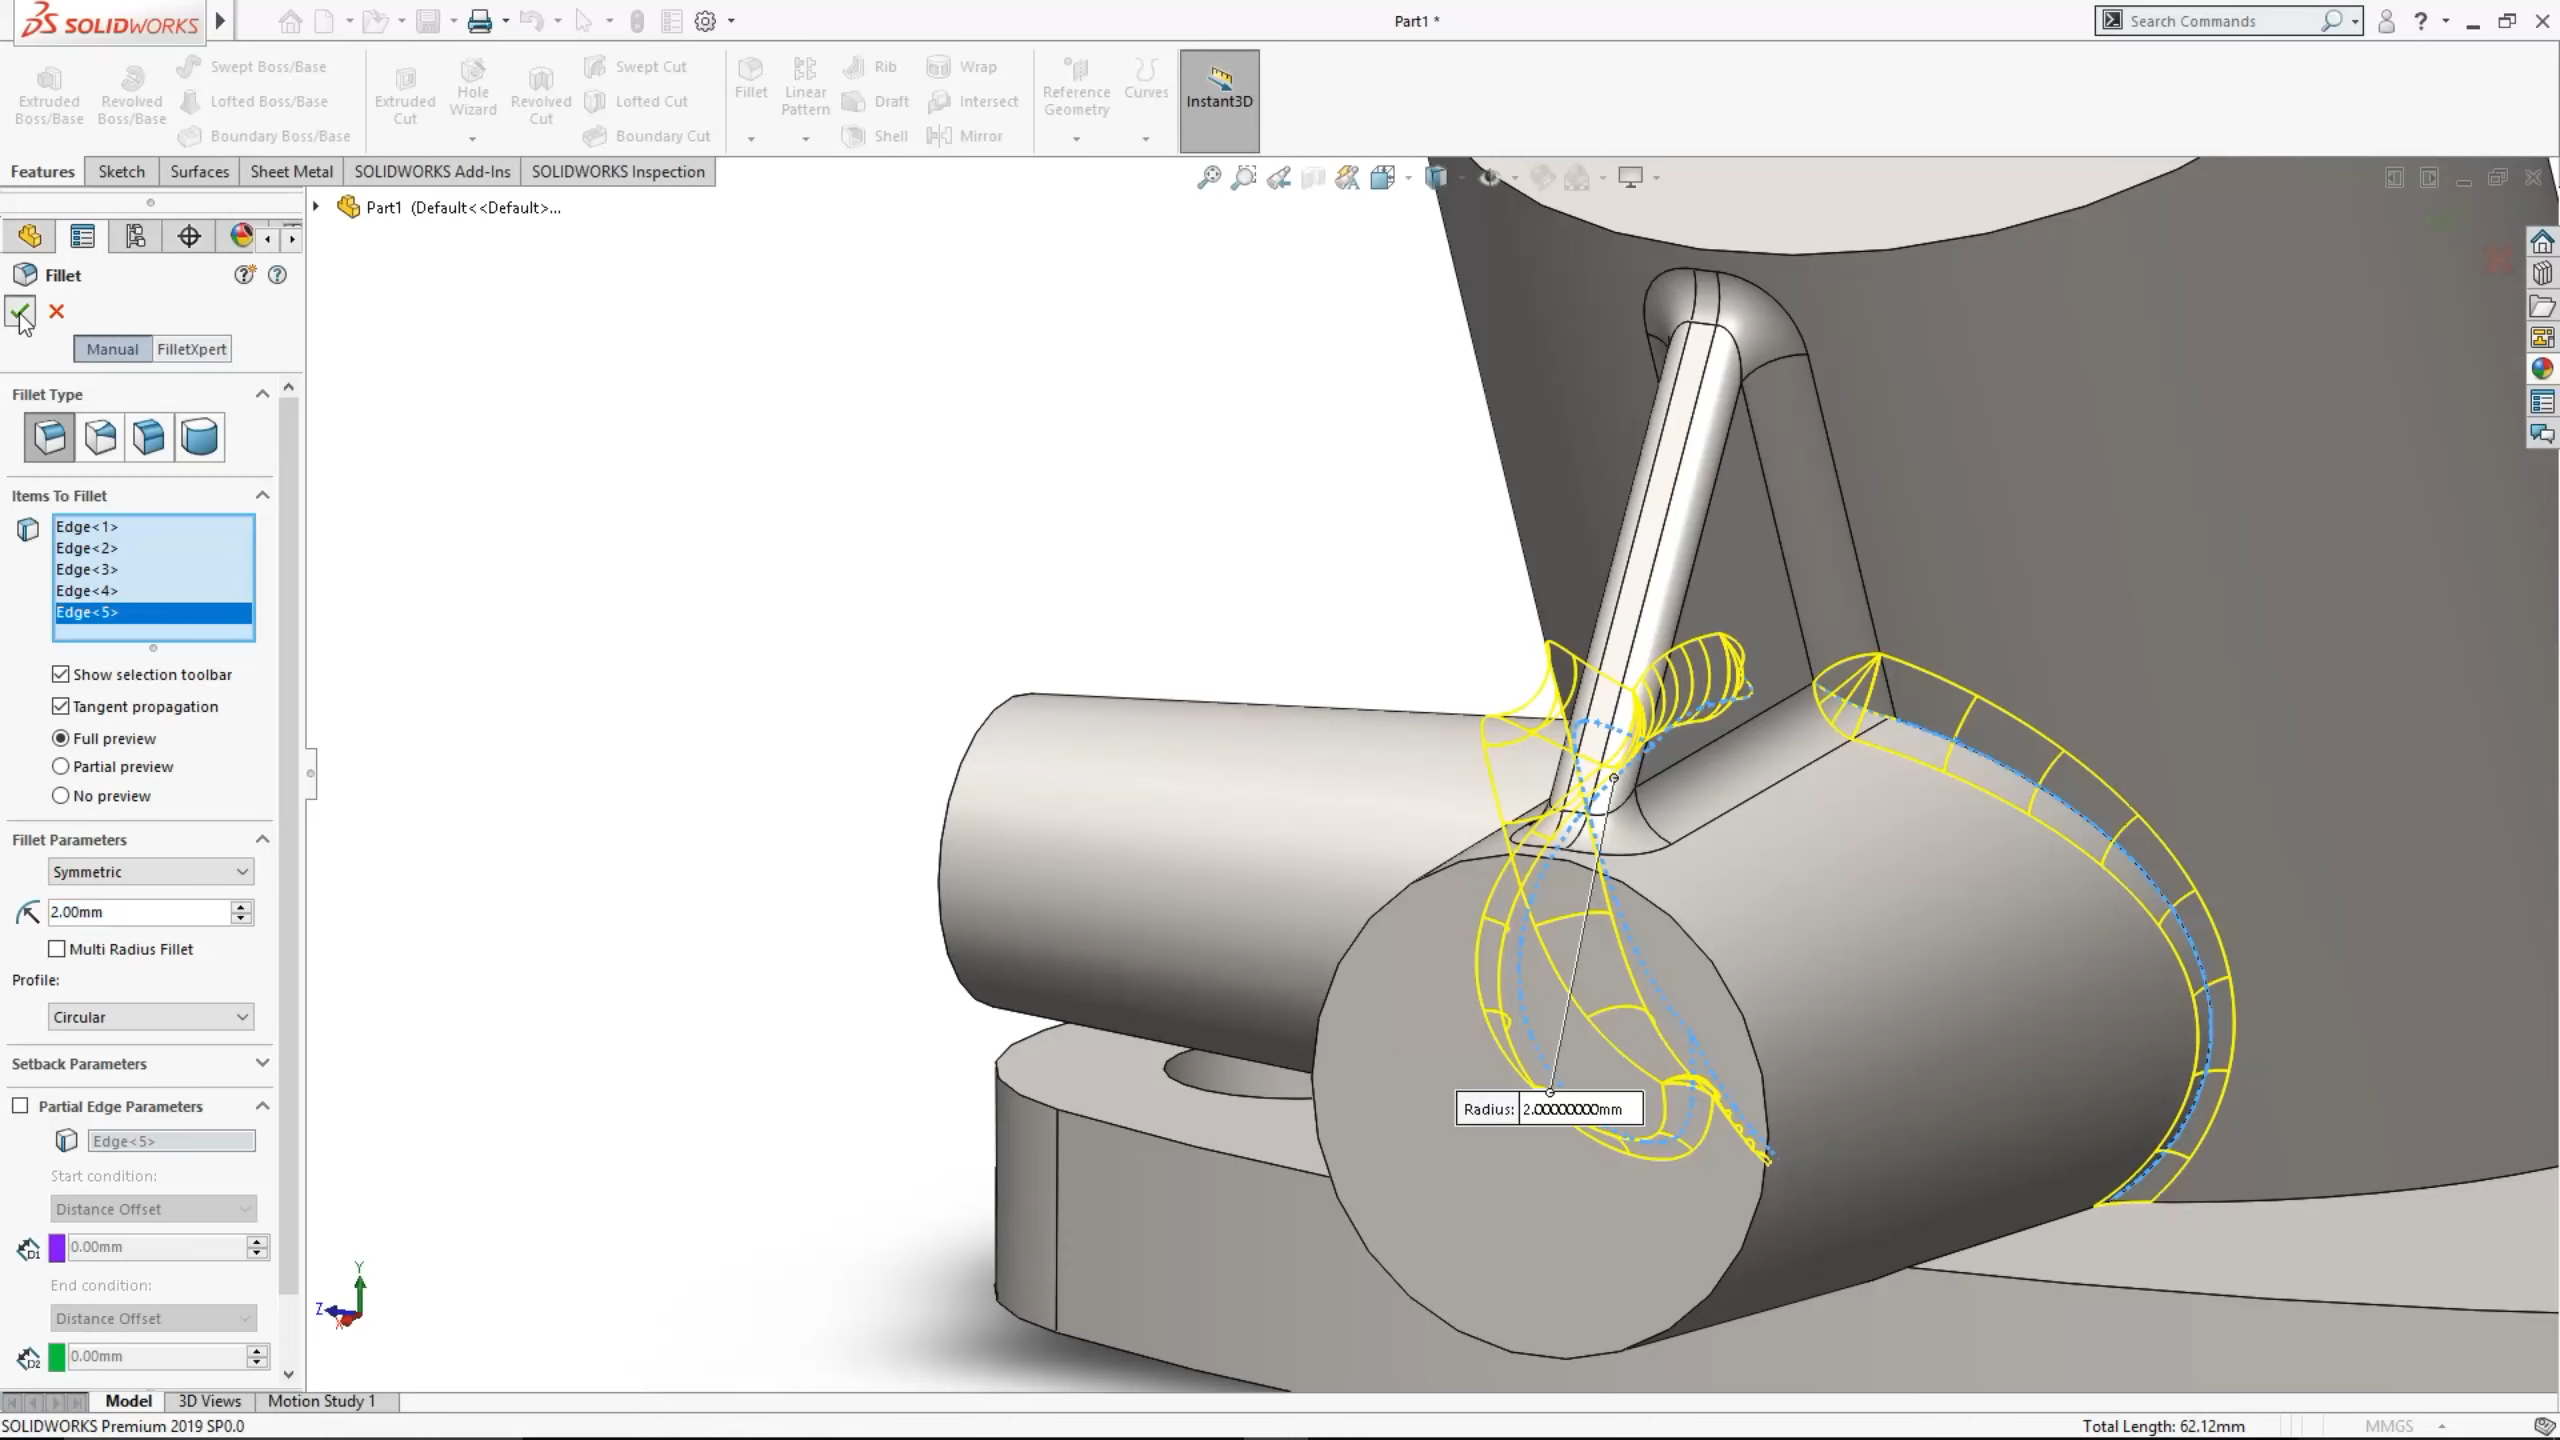 SOLIDWORKS
Part1 *
Search Commands
?
Extruded Boss/Base
Revolved Boss/Base
Swept Boss/Base
Lofted Boss/Base
Boundary Boss/Base
Extruded Cut
Hole Wizard
Revolved Cut
Swept Cut
Lofted Cut
Boundary Cut
Fillet
Linear Pattern
Rib
Draft
Shell
Wrap
Intersect
Mirror
Reference Geometry
Curves
Instant3D
Features
Sketch
Surfaces
Sheet Metal
SOLIDWORKS Add-Ins
SOLIDWORKS Inspection
Part1 (Default<<Default>...
Fillet
Manual
FilletXpert
Fillet Type
Items To Fillet
Edge<1>
Edge<2>
Edge<3>
Edge<4>
Edge<5>
Show selection toolbar
Tangent propagation
Full preview
Partial preview
No preview
Fillet Parameters
Symmetric
2.00mm
Multi Radius Fillet
Profile:
Circular
Setback Parameters
Partial Edge Parameters
Edge<5>
Start condition:
Distance Offset
D1
0.00mm
End condition:
Distance Offset
D2
0.00mm
Radius: 2.00000000mm
Y
Z
X
Model
3D Views
Motion Study 1
SOLIDWORKS Premium 2019 SP0.0
Total Length: 62.12mm
MMGS